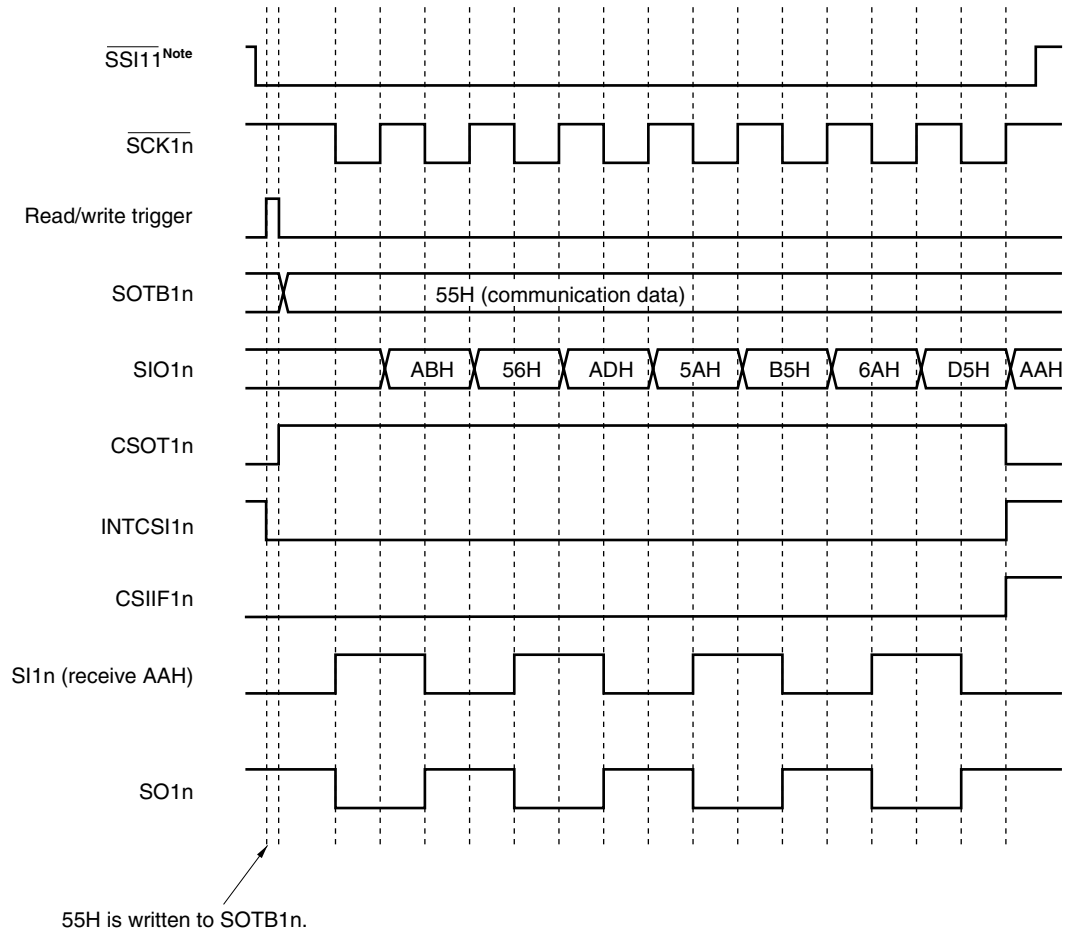 SSI11Note
SCK1n
Read/write trigger
SOTB1n
55H (communication data)
SIO1n
ABH 56H ADH 5AH B5H 6AH D5H AAH
CSOT1n
INTCSI1n
CSIIF1n
SI1n (receive AAH)
SO1n
55H is written to SOTB1n.